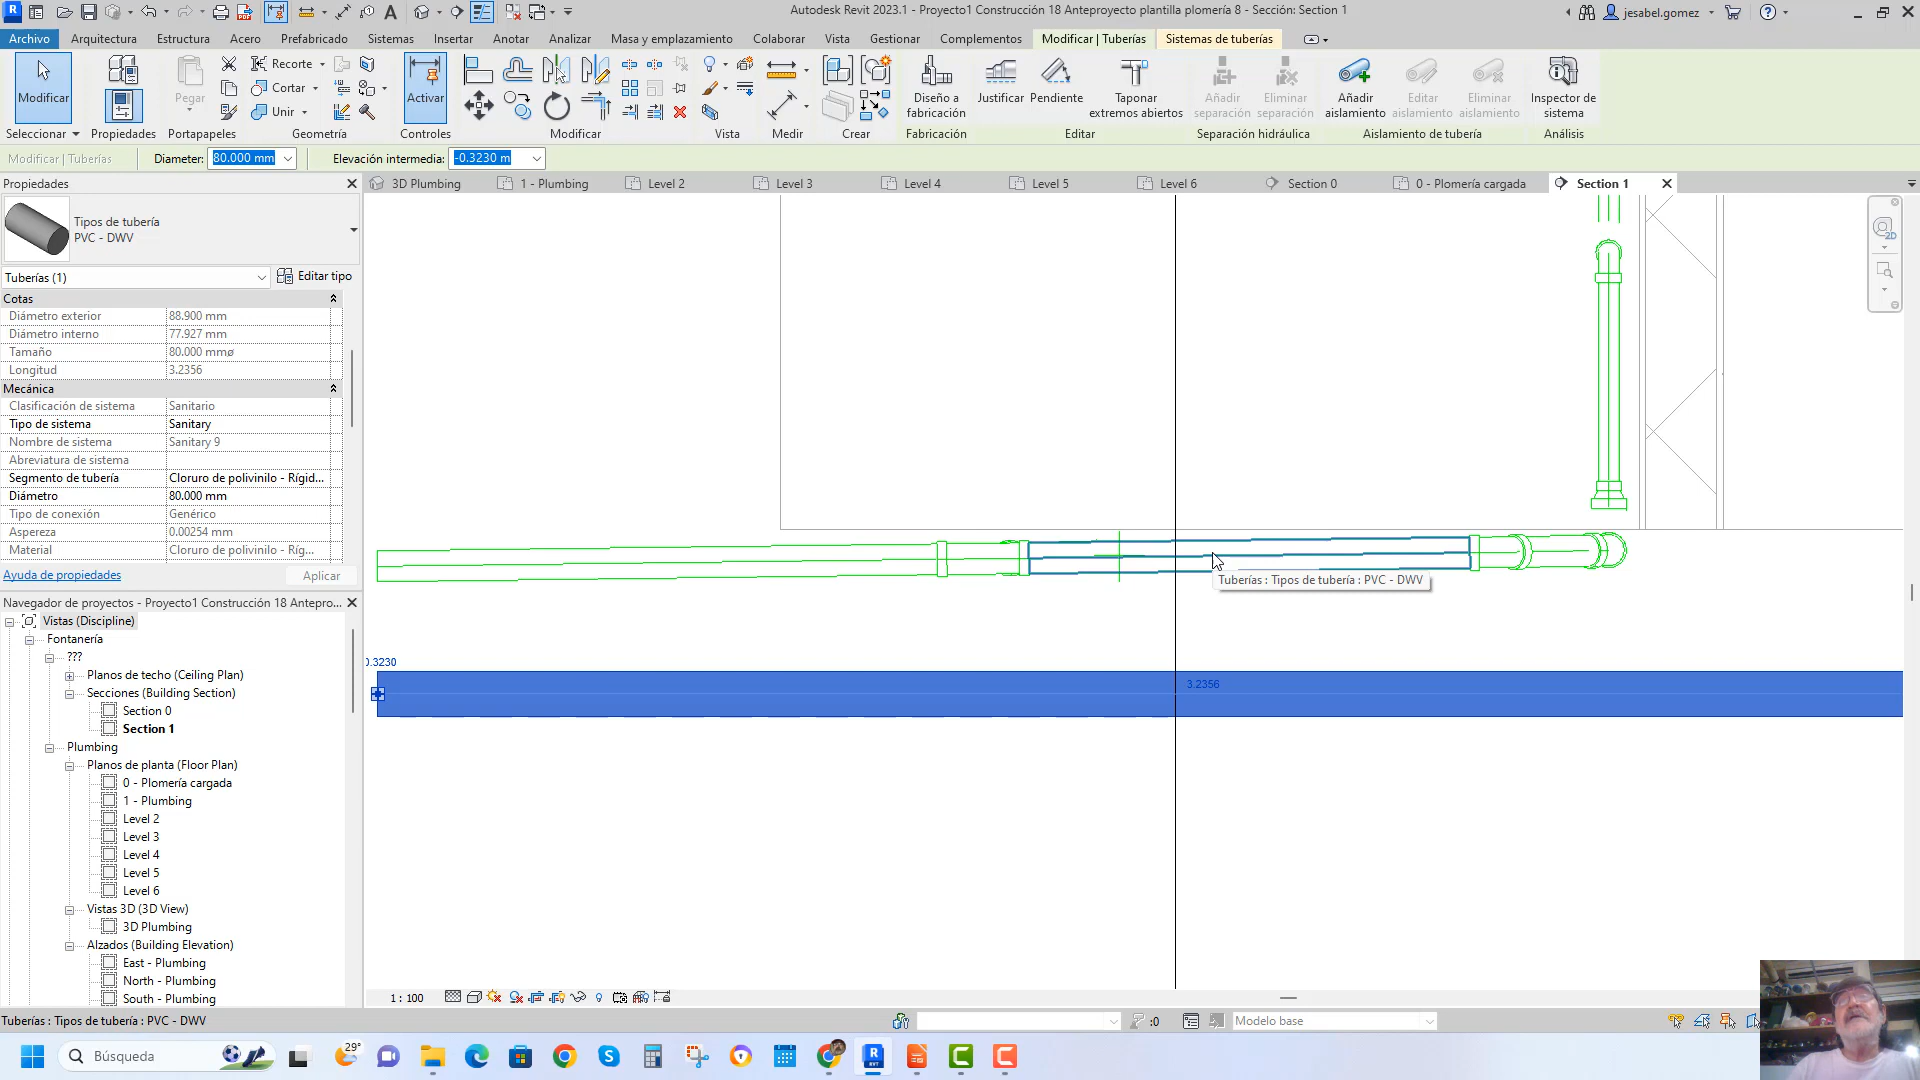 Autodesk Revit 2023.1 - Proyecto1 Construcción 18 Anteproyecto plantilla plomería 8 - Sección: Section 1
jesabel.gomez
Archivo Arquitectura Estructura Acero Prefabricado Sistemas Insertar Anotar Analizar Masa y emplazamiento Colaborar Vista Gestionar Complementos Modificar | Tuberías Sistemas de tuberías
Modificar
Pegar
Recorte
Cortar
Unir
Activar
Diseño a
fabricación
Justificar
Pendiente
Taponar
extremos abiertos
Añadir
separación
Eliminar
separación
Añadir
aislamiento
Editar
aislamiento
Eliminar
aislamiento
Inspector de
sistema
Seleccionar Propiedades Portapapeles Geometría Controles Modificar Vista Medir Crear Fabricación Editar Separación hidráulica Aislamiento de tubería Análisis
Modificar | Tuberías Diameter: 80.000 mm Elevación intermedia: -0.3230 m
Propiedades
3D Plumbing 1 - Plumbing Level 2 Level 3 Level 4 Level 5 Level 6 Section 0 0 - Plomería cargada Section 1
Tipos de tubería
PVC - DWV
Tuberías (1) Editar tipo
Cotas
Diámetro exterior 88.900 mm
Diámetro interno 77.927 mm
Tamaño 80.000 mmø
Longitud 3.2356
Mecánica
Clasificación de sistema Sanitario
Tipo de sistema Sanitary
Nombre de sistema Sanitary 9
Abreviatura de sistema
Segmento de tubería Cloruro de polivinilo - Rígid...
Diámetro 80.000 mm
Tipo de conexión Genérico
Aspereza 0.00254 mm
Material Cloruro de polivinilo - Ríg...
Ayuda de propiedades Aplicar
Tuberías : Tipos de tubería : PVC - DWV
0.3230
3.2356
Navegador de proyectos - Proyecto1 Construcción 18 Antepro...
Vistas (Discipline)
Fontanería
???
Planos de techo (Ceiling Plan)
Secciones (Building Section)
Section 0
Section 1
Plumbing
Planos de planta (Floor Plan)
0 - Plomería cargada
1 - Plumbing
Level 2
Level 3
Level 4
Level 5
Level 6
Vistas 3D (3D View)
3D Plumbing
Alzados (Building Elevation)
East - Plumbing
North - Plumbing
South - Plumbing
1 : 100
Tuberías : Tipos de tubería : PVC - DWV
:0
Modelo base
Búsqueda
29°